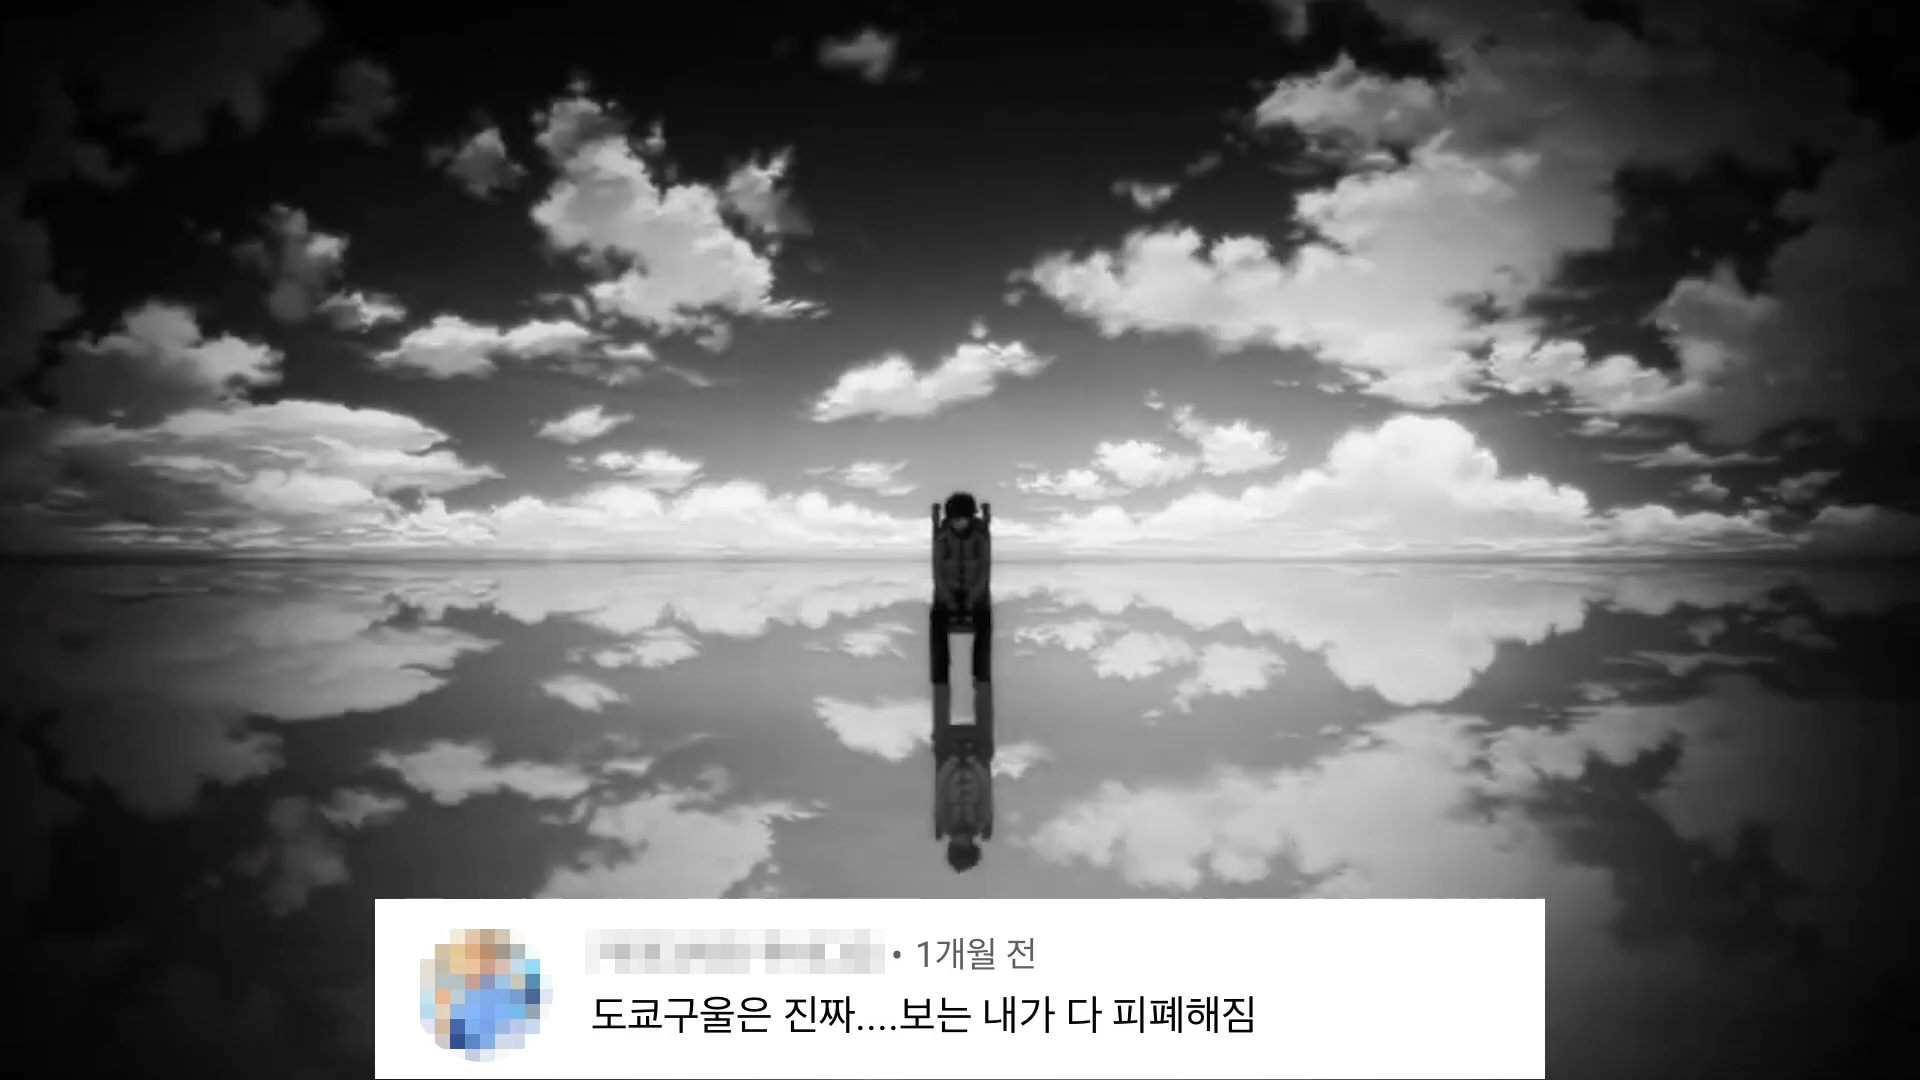 • 1개월 전
도쿄구울은 진짜....보는 내가 다 피폐해짐